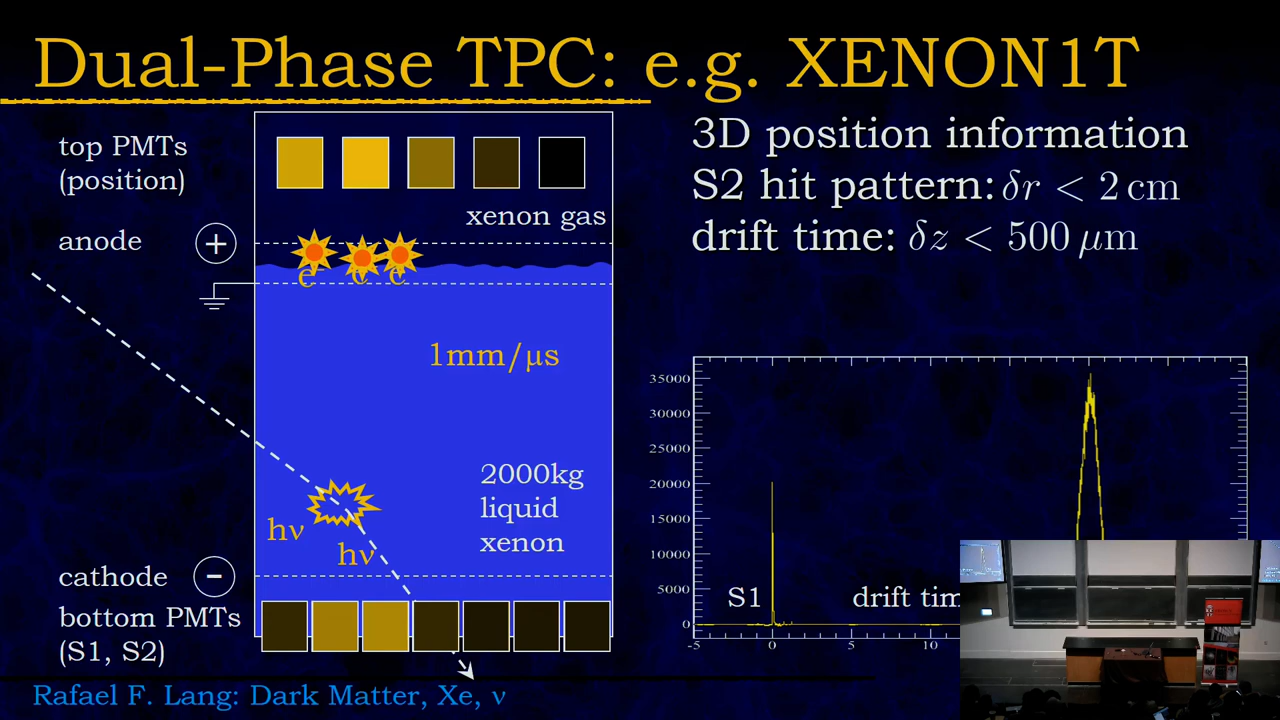 Dual-Phase TPC: e.g. XENON1T
top PMTs
(position)
anode
+
xenon gas
e⁻
e⁻
e⁻
1mm/μs
2000kg
liquid
xenon
hν
hν
cathode
-
bottom PMTs
(S1, S2)
3D position information
S2 hit pattern: δr < 2 cm
drift time: δz < 500 μm
35000
30000
25000
20000
15000
10000
5000
0
S1
drift tim
-5 0 5 10
Rafael F. Lang: Dark Matter, Xe, ν